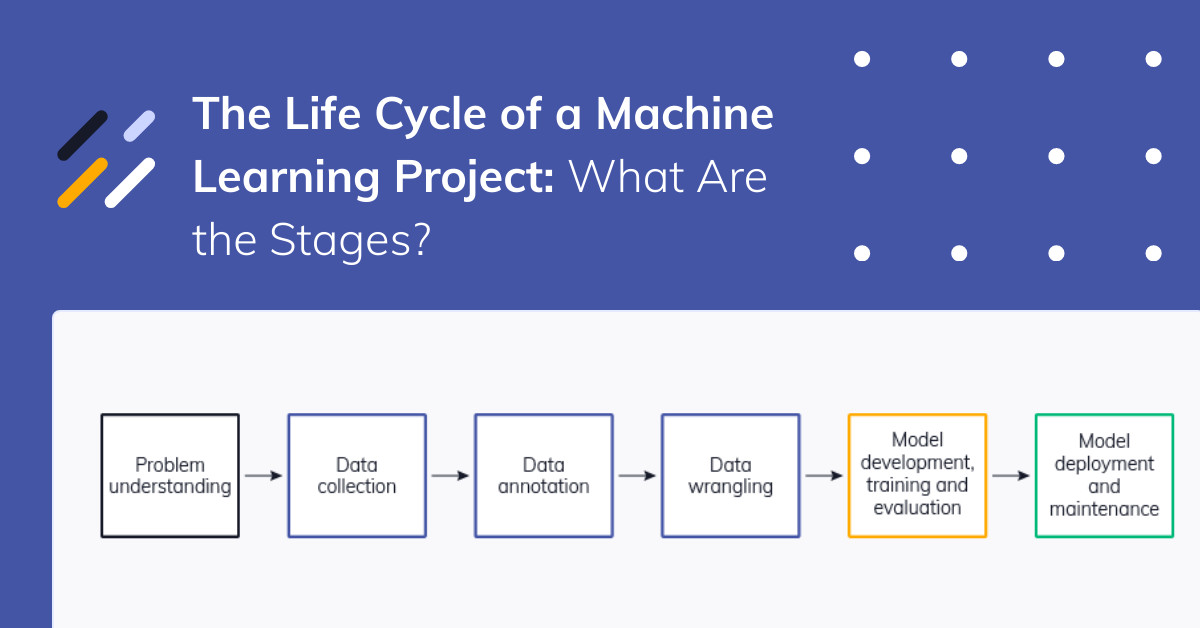 The Life Cycle of a Machine
Learning Project: What Are
the Stages?
Problem
understanding
Data
collection
Data
annotation
Data
wrangling
Model
development,
training and
evaluation
Model
deployment
and
maintenance